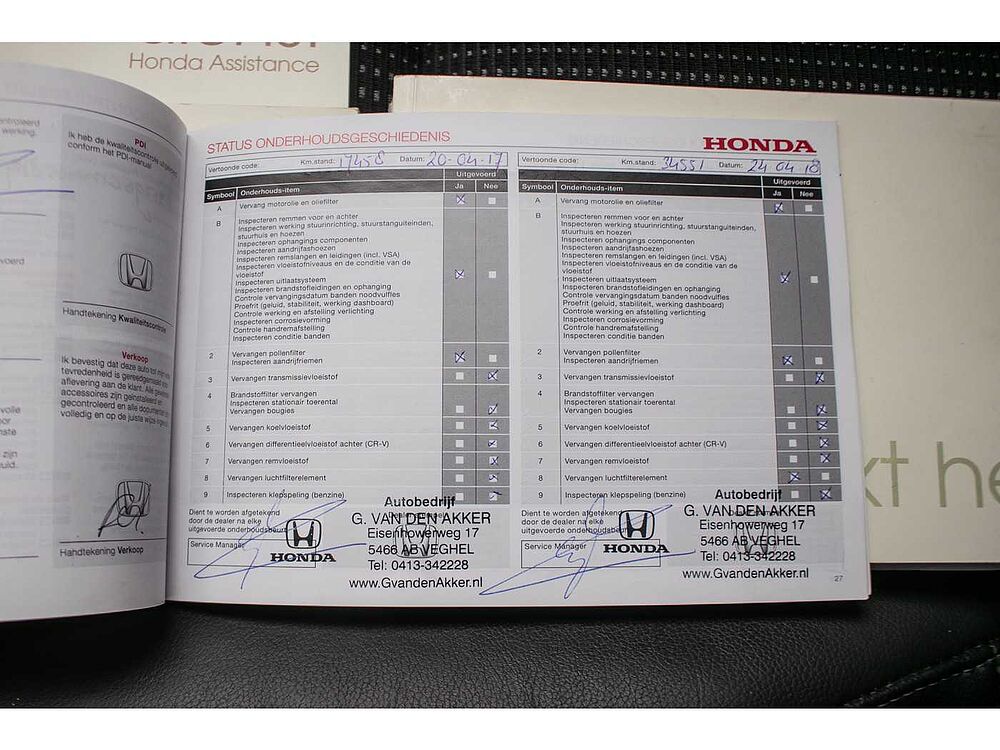 Honda Assistance
PDI
Ik heb de kwaliteitscontrole
conform het PDI-manual
Handtekening Kwaliteitscontrole
Verkoop
Ik bevestig dat deze auto tot
tevredenheid is gereedgemaakt
aflevering aan de klant. Alle
accessoires zijn geïnstalleerd
gecontroleerd en alle documenten
volledig en op de juiste wijze
Handtekening Verkoop
STATUS ONDERHOUDSGESCHIEDENIS
HONDA
Vertoonde code: Km.stand: 17458 Datum: 20-04-17
Uitgevoerd
Symbool Onderhouds-item Ja Nee
A Vervang motorolie en oliefilter
B Inspecteren remmen voor en achter
Inspecteren werking stuurinrichting, stuurstanguiteinden,
stuurhuis en hoezen
Inspecteren ophangings componenten
Inspecteren aandrijfashoezen
Inspecteren remslangen en leidingen (incl. VSA)
Inspecteren vloeistofniveaus en de conditie van de
vloeistof
Inspecteren uitlaatsysteem
Inspecteren brandstofleidingen en ophanging
Controle vervangingsdatum banden noodvulfles
Proefrit (geluid, stabiliteit, werking dashboard)
Controle werking en afstelling verlichting
Inspecteren corrosievorming
Controle handremafstelling
Inspecteren conditie banden
2 Vervangen pollenfilter
Inspecteren aandrijfriemen
3 Vervangen transmissievloeistof
4 Brandstoffilter vervangen
Inspecteren stationair toerental
Vervangen bougies
5 Vervangen koelvloeistof
6 Vervangen differentieelvloeistof achter (CR-V)
7 Vervangen remvloeistof
8 Vervangen luchtfilterelement
9 Inspecteren klepspeling (benzine)
Dient te worden afgetekend
door de dealer na elke
uitgevoerde onderhoudsbeurt
Service Manager
HONDA
Autobedrijf
G. VAN DEN AKKER
Eisenhowerweg 17
5466 AB VEGHEL
Tel: 0413-342228
www.GvandenAkker.nl
Vertoonde code: Km.stand: 34551 Datum: 24 04 18
Uitgevoerd
Symbool Onderhouds-item Ja Nee
A Vervang motorolie en oliefilter
B Inspecteren remmen voor en achter
Inspecteren werking stuurinrichting, stuurstanguiteinden,
stuurhuis en hoezen
Inspecteren ophangings componenten
Inspecteren aandrijfashoezen
Inspecteren remslangen en leidingen (incl. VSA)
Inspecteren vloeistofniveaus en de conditie van de
vloeistof
Inspecteren uitlaatsysteem
Inspecteren brandstofleidingen en ophanging
Controle vervangingsdatum banden noodvulfles
Proefrit (geluid, stabiliteit, werking dashboard)
Controle werking en afstelling verlichting
Inspecteren corrosievorming
Controle handremafstelling
Inspecteren conditie banden
2 Vervangen pollenfilter
Inspecteren aandrijfriemen
3 Vervangen transmissievloeistof
4 Brandstoffilter vervangen
Inspecteren stationair toerental
Vervangen bougies
5 Vervangen koelvloeistof
6 Vervangen differentieelvloeistof achter (CR-V)
7 Vervangen remvloeistof
8 Vervangen luchtfilterelement
9 Inspecteren klepspeling (benzine)
Dient te worden afgetekend
door de dealer na elke
uitgevoerde onderhoudsbeurt
Service Manager
HONDA
Autobedrijf
G. VAN DEN AKKER
Eisenhowerweg 17
5466 AB VEGHEL
Tel: 0413-342228
www.GvandenAkker.nl
27